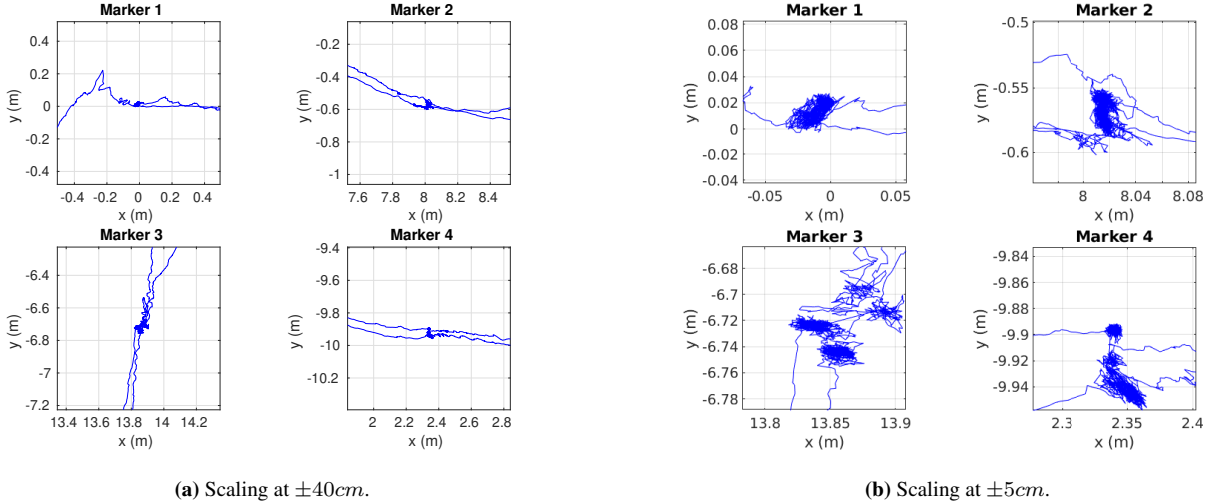 Marker 1
0.4
0.2
0
-0.2
-0.4
y (m)
-0.4 -0.2 0 0.2 0.4
x (m)
Marker 2
-0.2
-0.4
-0.6
-0.8
-1
y (m)
7.6 7.8 8 8.2 8.4
x (m)
Marker 3
-6.4
-6.6
-6.8
-7
-7.2
y (m)
13.4 13.6 13.8 14 14.2
x (m)
Marker 4
-9.4
-9.6
-9.8
-10
-10.2
y (m)
2 2.2 2.4 2.6 2.8
x (m)
(a) Scaling at ±40cm.
Marker 1
0.08
0.06
0.04
0.02
0
-0.02
-0.04
y (m)
-0.05 0 0.05
x (m)
Marker 2
-0.5
-0.55
-0.6
y (m)
8 8.04 8.08
x (m)
Marker 3
-6.68
-6.7
-6.72
-6.74
-6.76
-6.78
y (m)
13.8 13.85 13.9
x (m)
Marker 4
-9.84
-9.86
-9.88
-9.9
-9.92
-9.94
y (m)
2.3 2.35 2.4
x (m)
(b) Scaling at ±5cm.